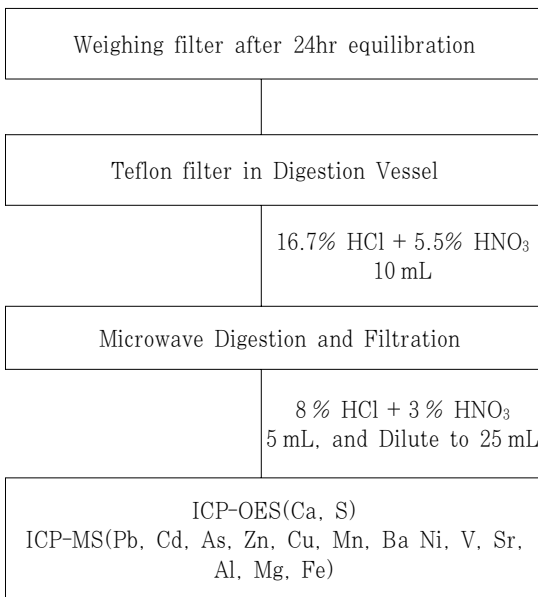 Weighing filter after 24hr equilibration
Teflon filter in Digestion Vessel
16.7% HCl + 5.5% HNO₃
10 mL
Microwave Digestion and Filtration
8 % HCl + 3 % HNO₃
5 mL, and Dilute to 25 mL
ICP-OES(Ca, S)
ICP-MS(Pb, Cd, As, Zn, Cu, Mn, Ba Ni, V, Sr,
Al, Mg, Fe)